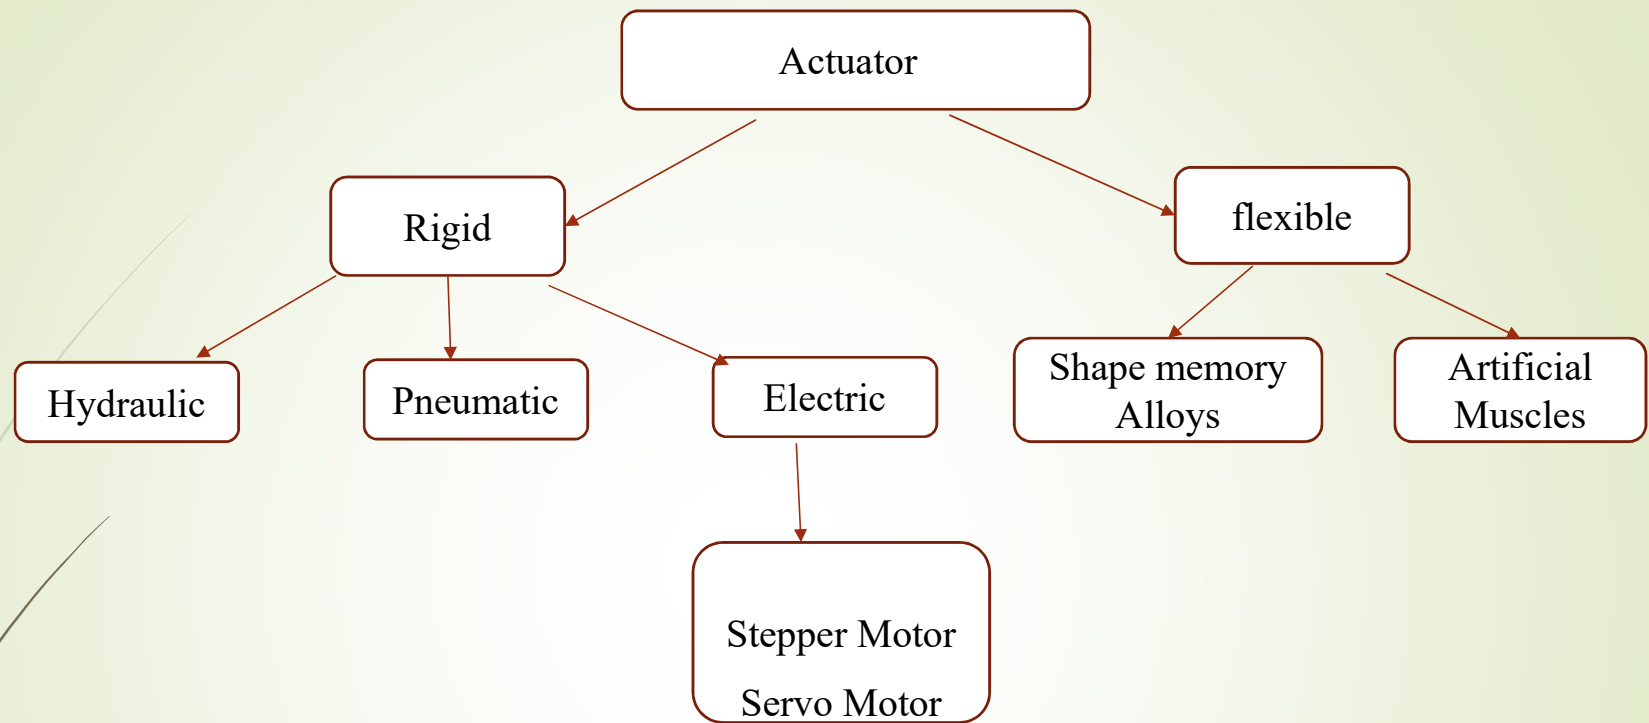 Actuator
Rigid
flexible
Hydraulic
Pneumatic
Electric
Shape memory
Alloys
Artificial
Muscles
Stepper Motor
Servo Motor